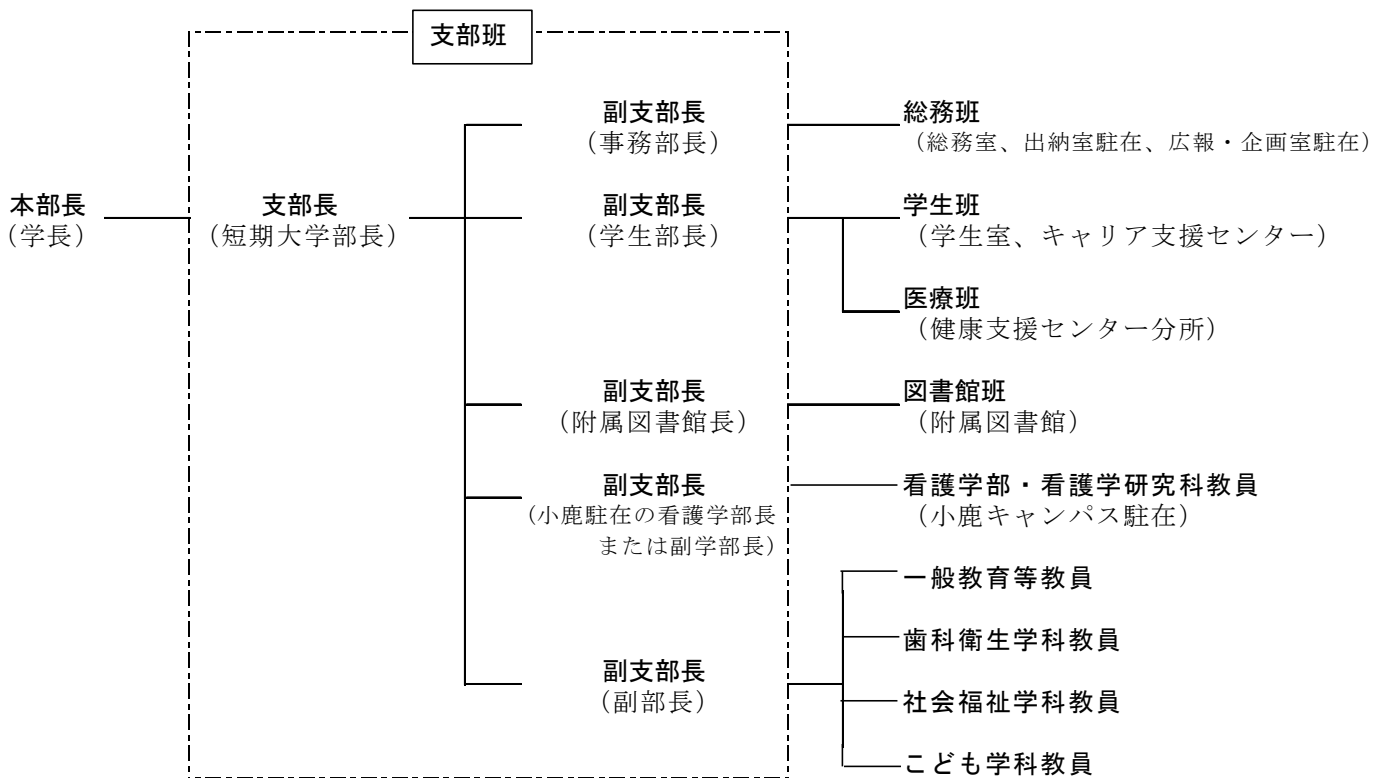 支部班
本部長
（学長）
支部長
（短期大学部長）
副支部長
（事務部長）
総務班
（総務室、出納室駐在、広報・企画室駐在）
副支部長
（学生部長）
学生班
（学生室、キャリア支援センター）
医療班
（健康支援センター分所）
副支部長
（附属図書館長）
図書館班
（附属図書館）
副支部長
（小鹿駐在の看護学部長
または副学部長）
看護学部・看護学研究科教員
（小鹿キャンパス駐在）
副支部長
（副部長）
一般教育等教員
歯科衛生学科教員
社会福祉学科教員
こども学科教員